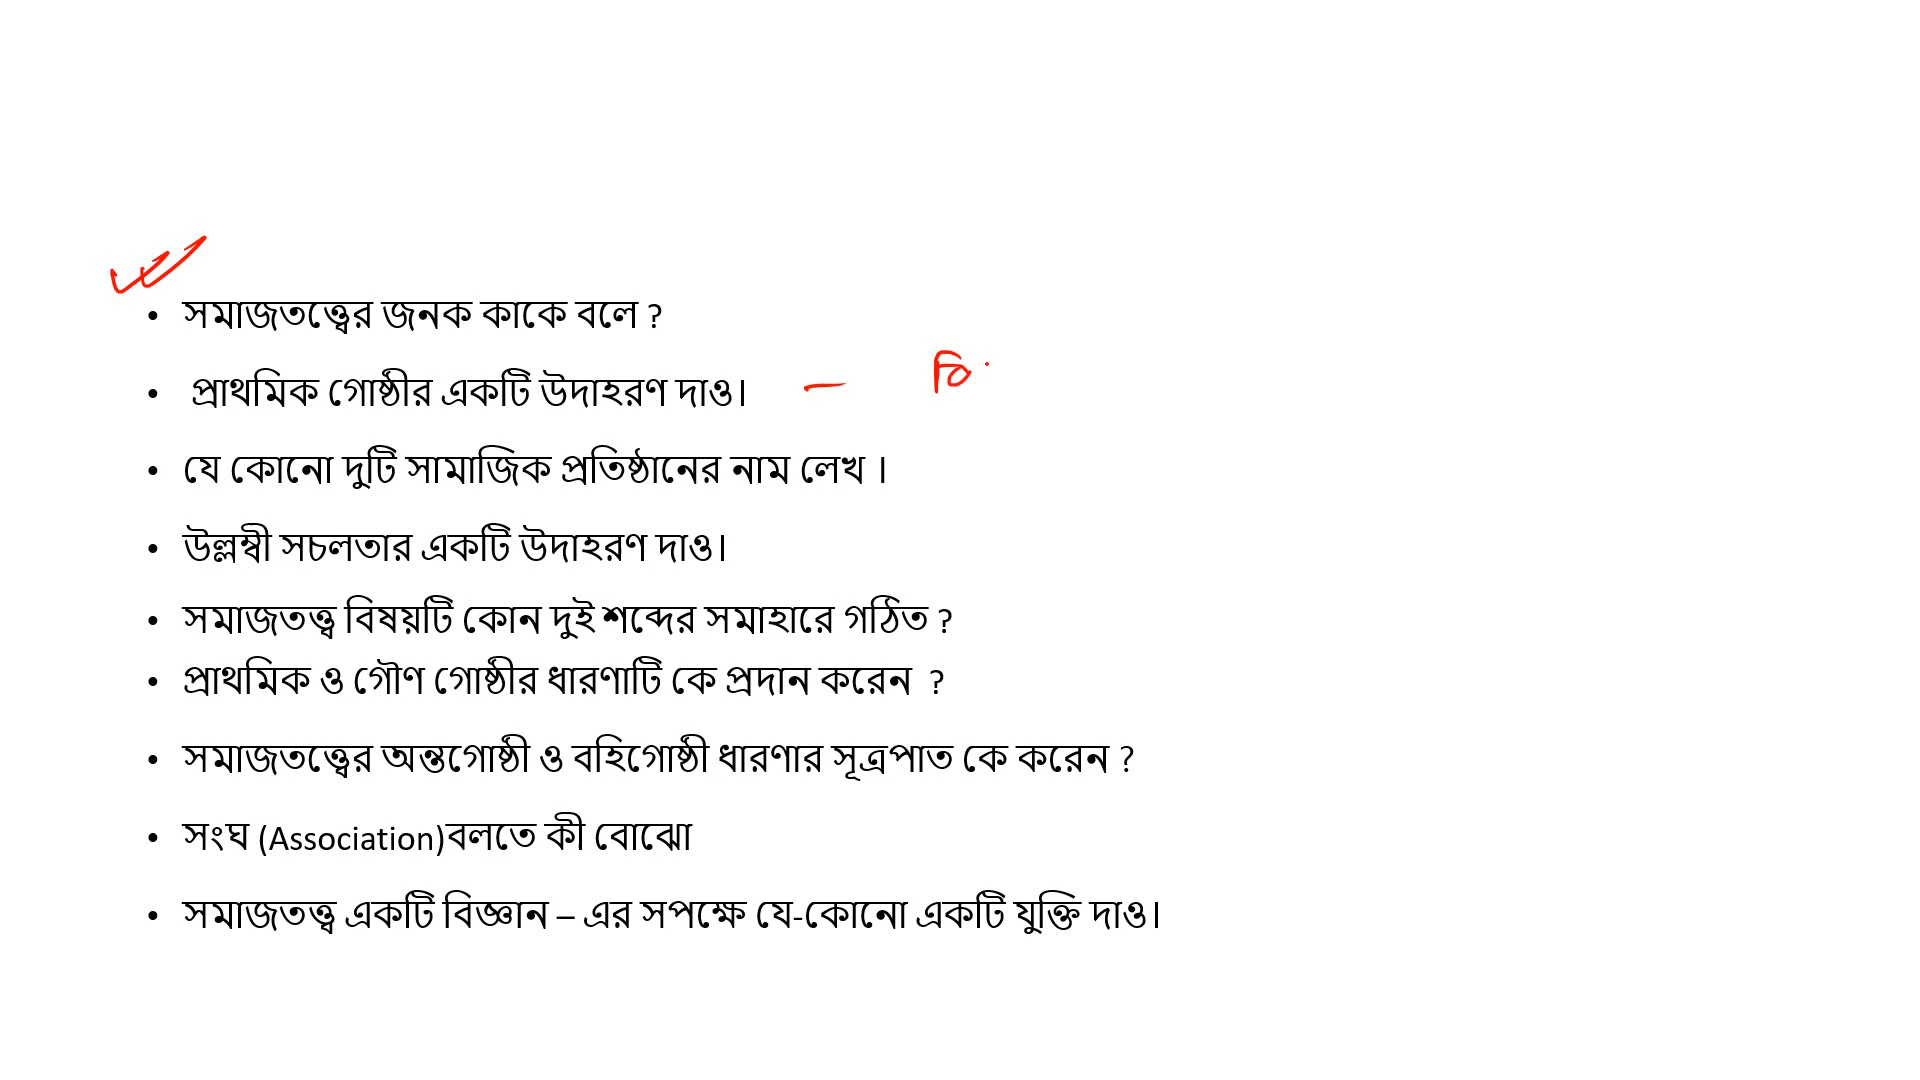 • সমাজতত্ত্বের জনক কাকে বলে ?
• প্রাথমিক গোষ্ঠীর একটি উদাহরণ দাও। —
• যে কোনো দুটি সামাজিক প্রতিষ্ঠানের নাম লেখ ।
• উল্লম্বী সচলতার একটি উদাহরণ দাও।
• সমাজতত্ত্ব বিষয়টি কোন দুই শব্দের সমাহারে গঠিত ?
• প্রাথমিক ও গৌণ গোষ্ঠীর ধারণাটি কে প্রদান করেন ?
• সমাজতত্ত্বের অন্তগোষ্ঠী ও বহিগোষ্ঠী ধারণার সূত্রপাত কে করেন ?
• সংঘ (Association)বলতে কী বোঝো
• সমাজতত্ত্ব একটি বিজ্ঞান – এর সপক্ষে যে-কোনো একটি যুক্তি দাও।